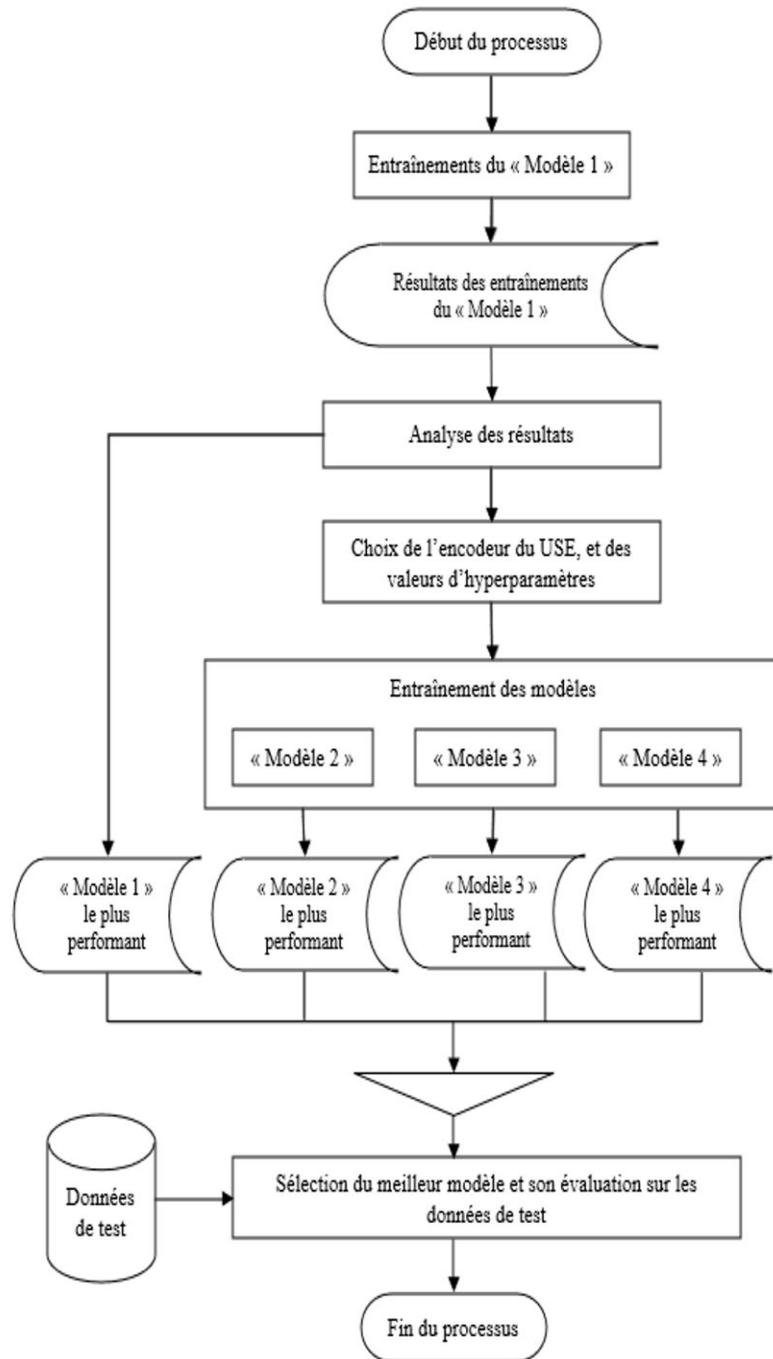 Début du processus
Entraînements du « Modèle 1 »
Résultats des entraînements
du « Modèle 1 »
Analyse des résultats
Choix de l’encodeur du USE, et des
valeurs d’hyperparamètres
Entraînement des modèles
« Modèle 2 »
« Modèle 3 »
« Modèle 4 »
« Modèle 1 »
le plus
performant
« Modèle 2 »
le plus
performant
« Modèle 3 »
le plus
performant
« Modèle 4 »
le plus
performant
Données
de test
Sélection du meilleur modèle et son évaluation sur les
données de test
Fin du processus